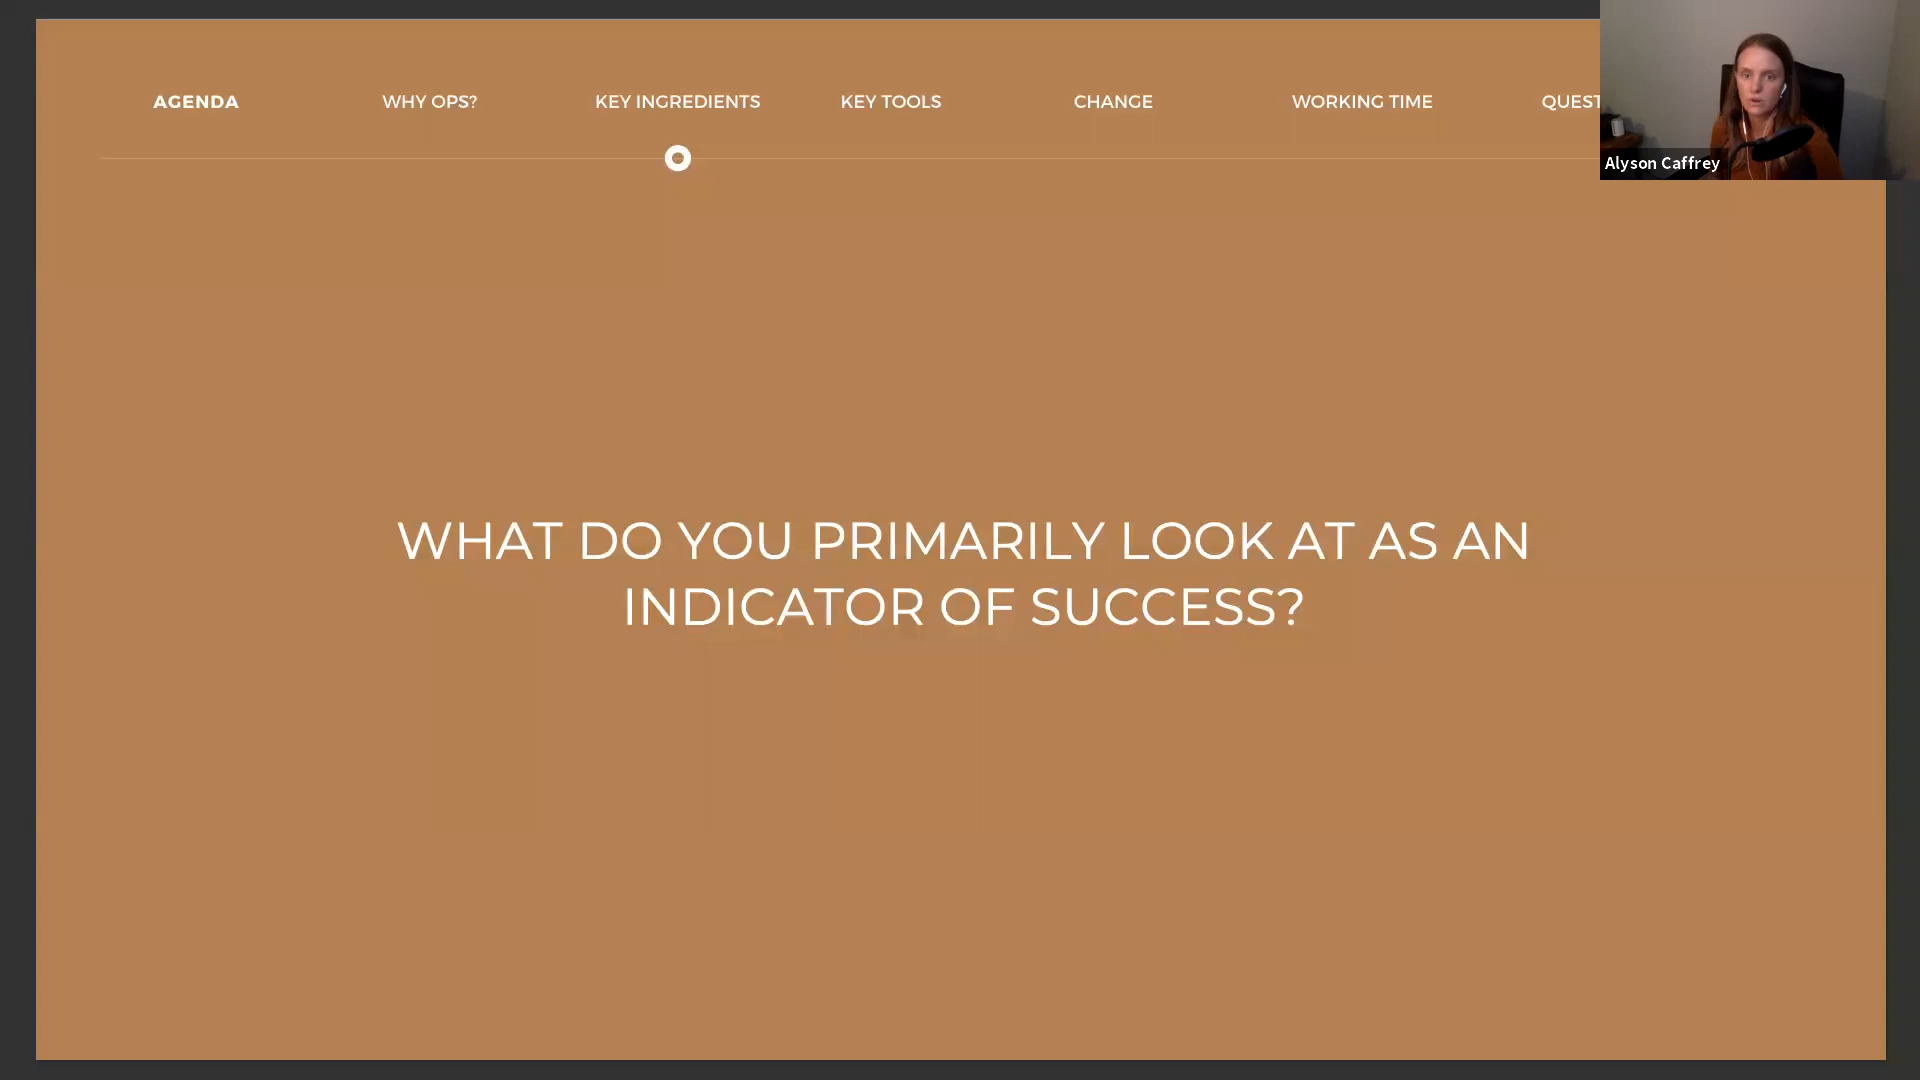 AGENDA WHY OPS? KEY INGREDIENTS KEY TOOLS CHANGE WORKING TIME QUEST
Alyson Caffrey
WHAT DO YOU PRIMARILY LOOK AT AS AN
INDICATOR OF SUCCESS?